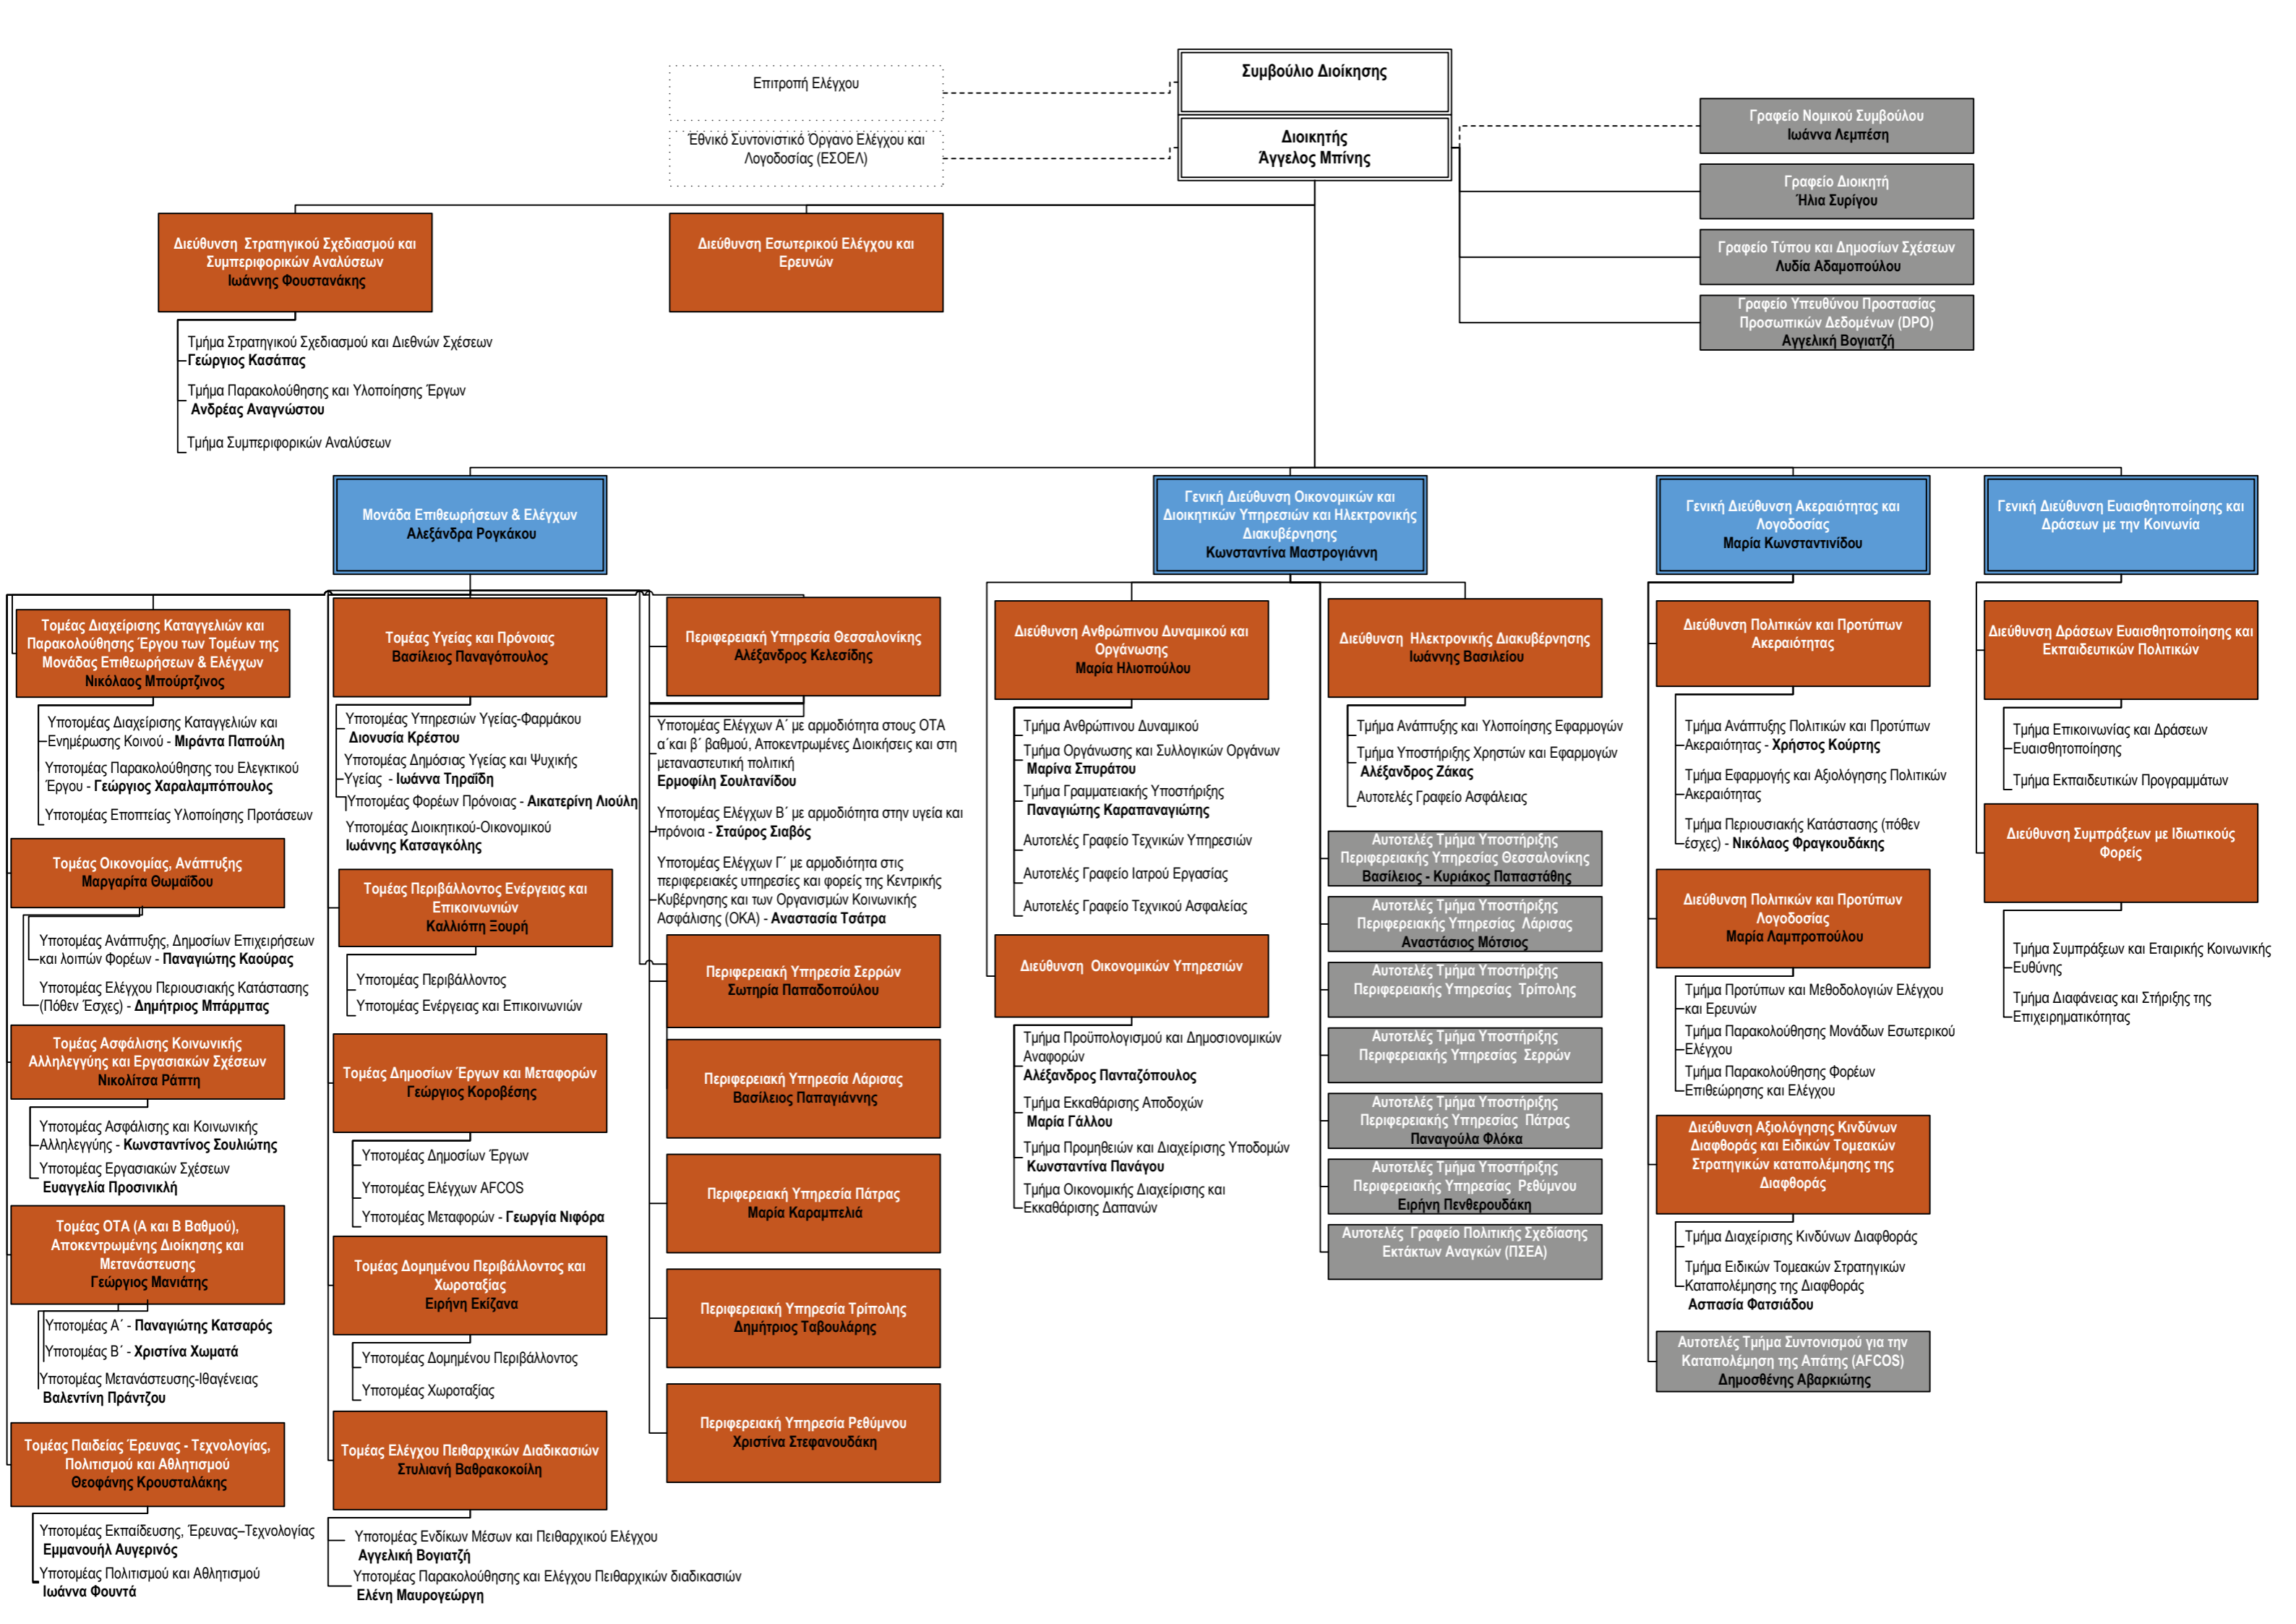 Συμβούλιο Διοίκησης
Επιτροπή Ελέγχου
Διοικητής
Άγγελος Μπίνης
Έθνικό Συντονιστικό Όργανο Ελέγχου και
Λογοδοσίας (ΕΣΟΕΛ)
Γραφείο Νομικού Συμβούλου
Ιωάννα Λεμπέση
Γραφείο Διοικητή
Ήλια Συρίγου
Γραφείο Τύπου και Δημοσίων Σχέσεων
Λυδία Αδαμοπούλου
Γραφείο Υπευθύνου Προστασίας
Προσωπικών Δεδομένων (DPO)
Αγγελική Βογιατζή
Διεύθυνση Στρατηγικού Σχεδιασμού και
Συμπεριφορικών Αναλύσεων
Ιωάννης Φουστανάκης
Τμήμα Στρατηγικού Σχεδιασμού και Διεθνών Σχέσεων
Γεώργιος Κασάπας
Τμήμα Παρακολούθησης και Υλοποίησης Έργων
Ανδρέας Αναγνώστου
Τμήμα Συμπεριφορικών Αναλύσεων
Διεύθυνση Εσωτερικού Ελέγχου και
Ερευνών
Μονάδα Επιθεωρήσεων & Ελέγχων
Αλεξάνδρα Ρογκάκου
Τομέας Διαχείρισης Καταγγελιών και
Παρακολούθησης Έργου των Τομέων της
Μονάδας Επιθεωρήσεων & Ελέγχων
Νικόλαος Μπούρτζινος
Υποτομέας Διαχείρισης Καταγγελιών και
Ενημέρωσης Κοινού - Μιράντα Παπούλη
Υποτομέας Παρακολούθησης του Ελεγκτικού
Έργου - Γεώργιος Χαραλαμπόπουλος
Υποτομέας Εποπτείας Υλοποίησης Προτάσεων
Τομέας Οικονομίας, Ανάπτυξης
Μαργαρίτα Θωμαΐδου
Υποτομέας Ανάπτυξης, Δημοσίων Επιχειρήσεων
και λοιπών Φορέων - Παναγιώτης Καούρας
Υποτομέας Ελέγχου Περιουσιακής Κατάστασης
(Πόθεν Έσχες) - Δημήτριος Μπάρμπας
Τομέας Ασφάλισης Κοινωνικής
Αλληλεγγύης και Εργασιακών Σχέσεων
Νικολίτσα Ράπτη
Υποτομέας Ασφάλισης και Κοινωνικής
Αλληλεγγύης - Κωνσταντίνος Σουλιώτης
Υποτομέας Εργασιακών Σχέσεων
Ευαγγελία Προσινικλή
Τομέας ΟΤΑ (Α και Β Βαθμού),
Αποκεντρωμένης Διοίκησης και
Μετανάστευσης
Γεώργιος Μανιάτης
Υποτομέας Α΄ - Παναγιώτης Κατσαρός
Υποτομέας Β΄ - Χριστίνα Χωματά
Υποτομέας Μετανάστευσης-Ιθαγένειας
Βαλεντίνη Πράντζου
Τομέας Παιδείας Έρευνας - Τεχνολογίας,
Πολιτισμού και Αθλητισμού
Θεοφάνης Κρουσταλάκης
Υποτομέας Εκπαίδευσης, Έρευνας–Τεχνολογίας
Εμμανουήλ Αυγερινός
Υποτομέας Πολιτισμού και Αθλητισμού
Ιωάννα Φουντά
Τομέας Υγείας και Πρόνοιας
Βασίλειος Παναγόπουλος
Υποτομέας Υπηρεσιών Υγείας-Φαρμάκου
Διονυσία Κρέστου
Υποτομέας Δημόσιας Υγείας και Ψυχικής
Υγείας - Ιωάννα Τηραΐδη
Υποτομέας Φορέων Πρόνοιας - Αικατερίνη Λιούλη
Υποτομέας Διοικητικού-Οικονομικού
Ιωάννης Κατσαγκόλης
Τομέας Περιβάλλοντος Ενέργειας και
Επικοινωνιών
Καλλιόπη Ξουρή
Υποτομέας Περιβάλλοντος
Υποτομέας Ενέργειας και Επικοινωνιών
Τομέας Δημοσίων Έργων και Μεταφορών
Γεώργιος Κοροβέσης
Υποτομέας Δημοσίων Έργων
Υποτομέας Ελέγχων AFCOS
Υποτομέας Μεταφορών - Γεωργία Νιφόρα
Τομέας Δομημένου Περιβάλλοντος και
Χωροταξίας
Ειρήνη Εκίζανα
Υποτομέας Δομημένου Περιβάλλοντος
Υποτομέας Χωροταξίας
Τομέας Ελέγχου Πειθαρχικών Διαδικασιών
Στυλιανή Βαθρακοκοίλη
Υποτομέας Ενδίκων Μέσων και Πειθαρχικού Ελέγχου
Αγγελική Βογιατζή
Υποτομέας Παρακολούθησης και Ελέγχου Πειθαρχικών διαδικασιών
Ελένη Μαυρογεώργη
Περιφερειακή Υπηρεσία Θεσσαλονίκης
Αλέξανδρος Κελεσίδης
Υποτομέας Ελέγχων Α΄ με αρμοδιότητα στους ΟΤΑ
α΄και β΄ βαθμού, Αποκεντρωμένες Διοικήσεις και στη
μεταναστευτική πολιτική
Ερμοφίλη Σουλτανίδου
Υποτομέας Ελέγχων Β΄ με αρμοδιότητα στην υγεία και
πρόνοια - Σταύρος Σιαβός
Υποτομέας Ελέγχων Γ΄ με αρμοδιότητα στις
περιφερειακές υπηρεσίες και φορείς της Κεντρικής
Κυβέρνησης και των Οργανισμών Κοινωνικής
Ασφάλισης (ΟΚΑ) - Αναστασία Τσάτρα
Περιφερειακή Υπηρεσία Σερρών
Σωτηρία Παπαδοπούλου
Περιφερειακή Υπηρεσία Λάρισας
Βασίλειος Παπαγιάννης
Περιφερειακή Υπηρεσία Πάτρας
Μαρία Καραμπελιά
Περιφερειακή Υπηρεσία Τρίπολης
Δημήτριος Ταβουλάρης
Περιφερειακή Υπηρεσία Ρεθύμνου
Χριστίνα Στεφανουδάκη
Γενική Διεύθυνση Οικονομικών και
Διοικητικών Υπηρεσιών και Ηλεκτρονικής
Διακυβέρνησης
Κωνσταντίνα Μαστρογιάννη
Διεύθυνση Ανθρώπινου Δυναμικού και
Οργάνωσης
Μαρία Ηλιοπούλου
Τμήμα Ανθρώπινου Δυναμικού
Τμήμα Οργάνωσης και Συλλογικών Οργάνων
Μαρίνα Σπυράτου
Τμήμα Γραμματειακής Υποστήριξης
Παναγιώτης Καραπαναγιώτης
Αυτοτελές Γραφείο Τεχνικών Υπηρεσιών
Αυτοτελές Γραφείο Ιατρού Εργασίας
Αυτοτελές Γραφείο Τεχνικού Ασφαλείας
Διεύθυνση Οικονομικών Υπηρεσιών
Τμήμα Προϋπολογισμού και Δημοσιονομικών
Αναφορών
Αλέξανδρος Πανταζόπουλος
Τμήμα Εκκαθάρισης Αποδοχών
Μαρία Γάλλου
Τμήμα Προμηθειών και Διαχείρισης Υποδομών
Κωνσταντίνα Πανάγου
Τμήμα Οικονομικής Διαχείρισης και
Εκκαθάρισης Δαπανών
Διεύθυνση Ηλεκτρονικής Διακυβέρνησης
Ιωάννης Βασιλείου
Τμήμα Ανάπτυξης και Υλοποίησης Εφαρμογών
Τμήμα Υποστήριξης Χρηστών και Εφαρμογών
Αλέξανδρος Ζάκας
Αυτοτελές Γραφείο Ασφάλειας
Αυτοτελές Τμήμα Υποστήριξης
Περιφερειακής Υπηρεσίας Θεσσαλονίκης
Βασίλειος - Κυριάκος Παπαστάθης
Αυτοτελές Τμήμα Υποστήριξης
Περιφερειακής Υπηρεσίας Λάρισας
Αναστάσιος Μότσιος
Αυτοτελές Τμήμα Υποστήριξης
Περιφερειακής Υπηρεσίας Τρίπολης
Αυτοτελές Τμήμα Υποστήριξης
Περιφερειακής Υπηρεσίας Σερρών
Αυτοτελές Τμήμα Υποστήριξης
Περιφερειακής Υπηρεσίας Πάτρας
Παναγούλα Φλόκα
Αυτοτελές Τμήμα Υποστήριξης
Περιφερειακής Υπηρεσίας Ρεθύμνου
Ειρήνη Πενθερουδάκη
Αυτοτελές Γραφείο Πολιτικής Σχεδίασης
Εκτάκτων Αναγκών (ΠΣΕΑ)
Γενική Διεύθυνση Ακεραιότητας και
Λογοδοσίας
Μαρία Κωνσταντινίδου
Διεύθυνση Πολιτικών και Προτύπων
Ακεραιότητας
Τμήμα Ανάπτυξης Πολιτικών και Προτύπων
Ακεραιότητας - Χρήστος Κούρτης
Τμήμα Εφαρμογής και Αξιολόγησης Πολιτικών
Ακεραιότητας
Τμήμα Περιουσιακής Κατάστασης (πόθεν
έσχες) - Νικόλαος Φραγκουδάκης
Διεύθυνση Πολιτικών και Προτύπων
Λογοδοσίας
Μαρία Λαμπροπούλου
Τμήμα Προτύπων και Μεθοδολογιών Ελέγχου
και Ερευνών
Τμήμα Παρακολούθησης Μονάδων Εσωτερικού
Ελέγχου
Τμήμα Παρακολούθησης Φορέων
Επιθεώρησης και Ελέγχου
Διεύθυνση Αξιολόγησης Κινδύνων
Διαφθοράς και Ειδικών Τομεακών
Στρατηγικών καταπολέμησης της
Διαφθοράς
Τμήμα Διαχείρισης Κινδύνων Διαφθοράς
Τμήμα Ειδικών Τομεακών Στρατηγικών
Καταπολέμησης της Διαφθοράς
Ασπασία Φατσιάδου
Αυτοτελές Τμήμα Συντονισμού για την
Καταπολέμηση της Απάτης (AFCOS)
Δημοσθένης Αβαρκιώτης
Γενική Διεύθυνση Ευαισθητοποίησης και
Δράσεων με την Κοινωνία
Διεύθυνση Δράσεων Ευαισθητοποίησης και
Εκπαιδευτικών Πολιτικών
Τμήμα Επικοινωνίας και Δράσεων
Ευαισθητοποίησης
Τμήμα Εκπαιδευτικών Προγραμμάτων
Διεύθυνση Συμπράξεων με Ιδιωτικούς
Φορείς
Τμήμα Συμπράξεων και Εταιρικής Κοινωνικής
Ευθύνης
Τμήμα Διαφάνειας και Στήριξης της
Επιχειρηματικότητας